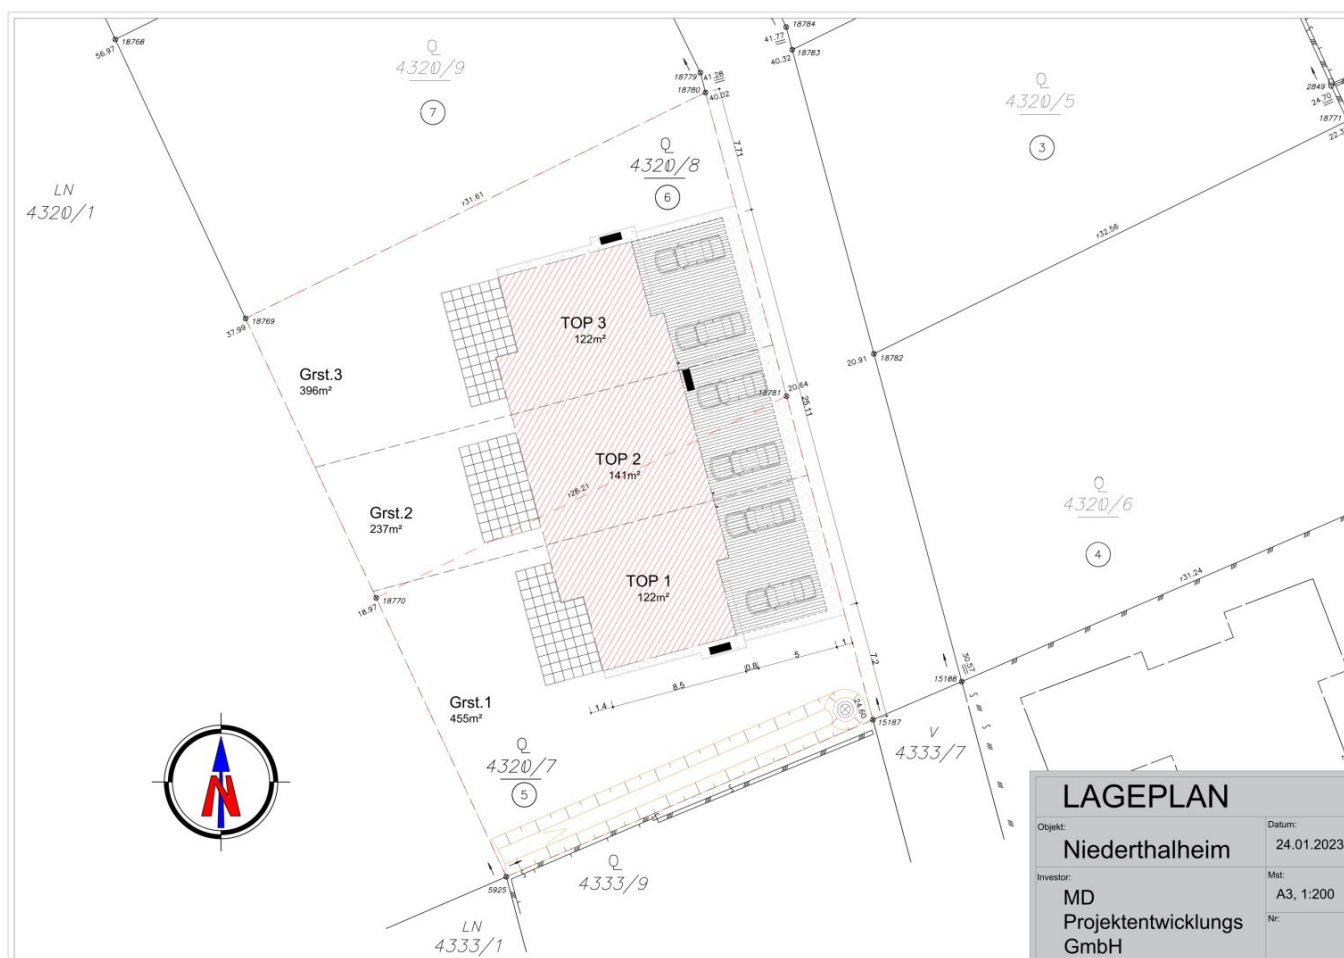 18768
56.97
Q
4320/9
7
18779
41.28
18780
40.02
18784
41.77
18783
40.32
Q
4320/5
3
2849
24.70
18771
22.3
LN
4320/1
Q
4320/8
6
7.71
r31.61
r32.56
37.99
18769
TOP 3
122m²
Grst.3
396m²
20.91
18782
18781
20.64
25.11
TOP 2
141m²
r28.21
Grst.2
237m²
Q
4320/6
4
r31.24
18.97
18770
TOP 1
122m²
1.4
8.5
0.8
5
1
7.2
Grst.1
455m²
24.60
15187
15188
30.57
V
4333/7
Q
4320/7
5
N
5925
Q
4333/9
LN
4333/1
LAGEPLAN
Objekt:
Niederthalheim
Datum:
24.01.2023
Investor:
MD
Projektentwicklungs
GmbH
Mst:
A3, 1:200
Nr: